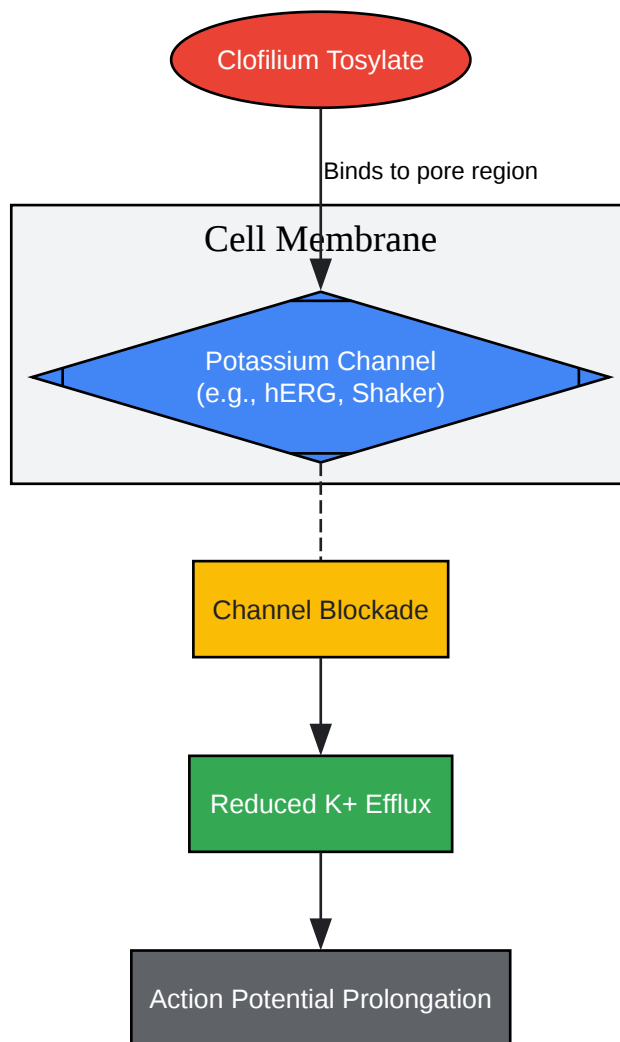 Clofilium Tosylate
Binds to pore region
Cell Membrane
Potassium Channel
(e.g., hERG, Shaker)
Channel Blockade
Reduced K+ Efflux
Action Potential Prolongation